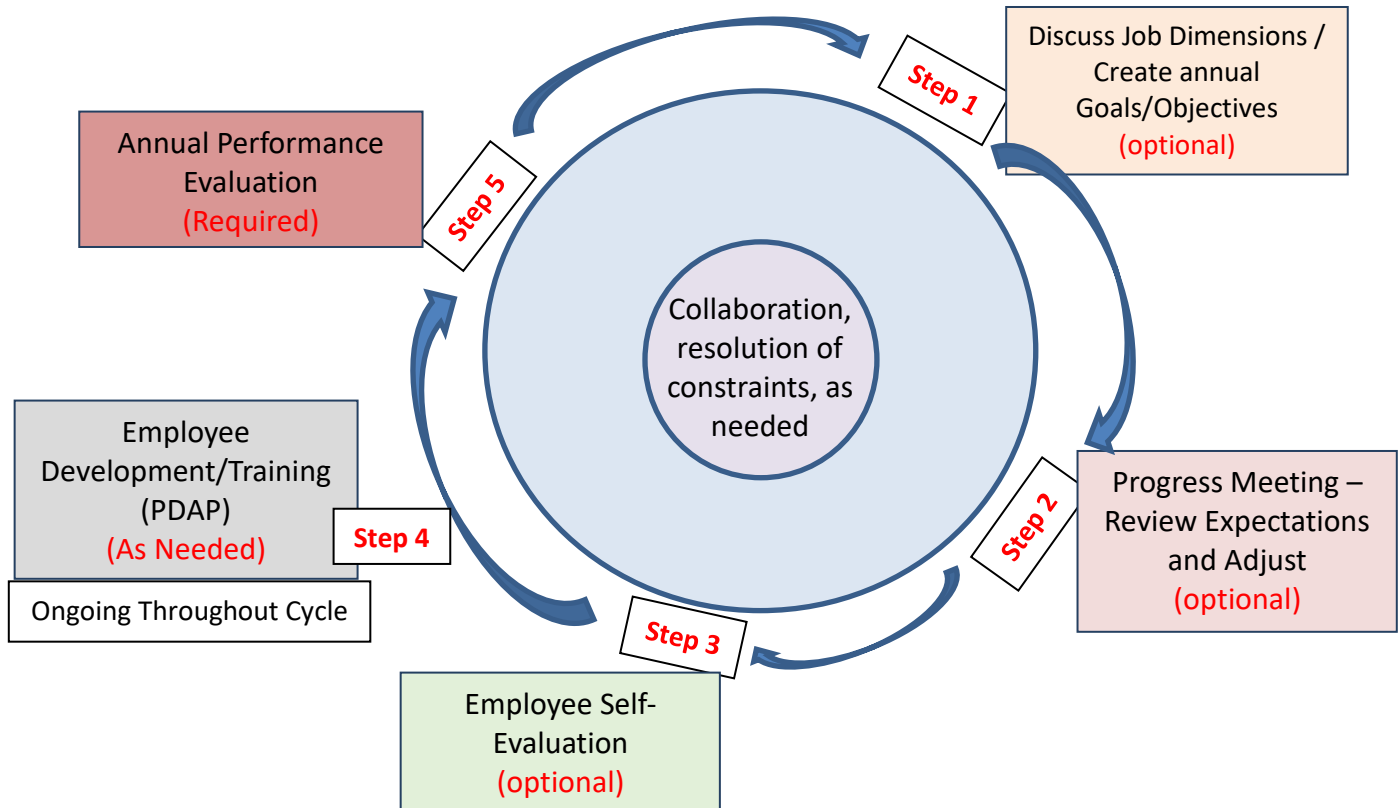 Step 1
Discuss Job Dimensions /
Create annual
Goals/Objectives
(optional)
Step 2
Progress Meeting –
Review Expectations
and Adjust
(optional)
Step 3
Employee Self-
Evaluation
(optional)
Step 4
Employee
Development/Training
(PDAP)
(As Needed)
Ongoing Throughout Cycle
Step 5
Annual Performance
Evaluation
(Required)
Collaboration,
resolution of
constraints, as
needed